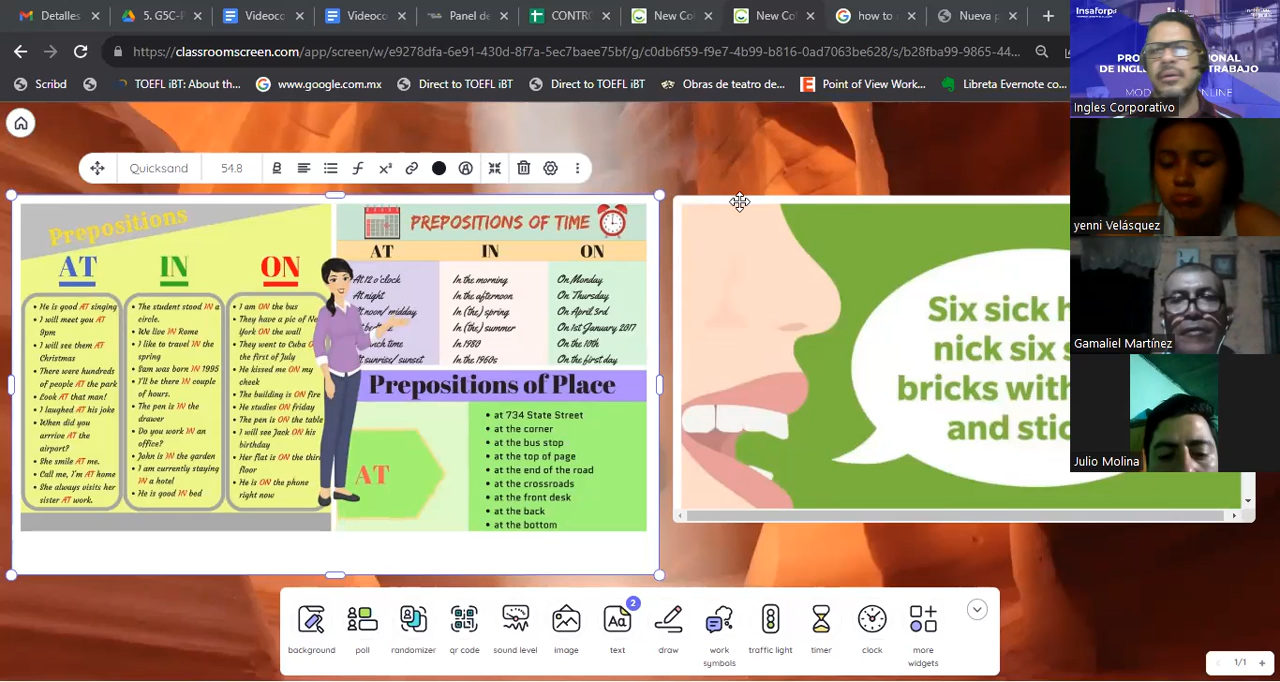 Detalles
5. G5C-F
Videoco
Videoco
Panel de
CONTRO
New Co
New Co
how to
Nueva p
https://classroomscreen.com/app/screen/w/e9278dfa-6e91-430d-8f7a-5ec7baee75bf/g/c0db6f59-f9e7-4b99-b816-0ad7063be628/s/b28fba99-9865-44...
Scribd
TOEFL iBT: About th...
www.google.com.mx
Direct to TOEFL iBT
Direct to TOEFL iBT
Obras de teatro de...
Point of View Work...
Libreta Evernote co...
Insaforp
Ingles Corporativo
yenni Velásquez
Gamaliel Martínez
Julio Molina
Quicksand
54.8
Prepositions
AT
IN
ON
He is good AT singing
I will meet you AT
9pm
I will see them AT
Christmas
There were hundreds
of people AT the park
Look AT that man!
I laughed AT his joke
When did you
arrrive AT the
airport?
She smile AT me.
Call me, I'm AT home
She always visits her
sister AT work.
The student stood IN a
circle.
We live IN Rome
I like to travel IN the
spring
Sam was born IN 1995
I'll be there IN couple
of hours.
The pen is IN the
drawer
Do you work IN an
office?
John is IN the garden
I am currently staying
IN a hotel
He is good IN bed
I am ON the bus
They have a pic of Ne
York ON the wall
They went to Cuba
the first of July
He kissed me ON my
cheek
The building is ON fire
He studies ON friday
The pen is ON the table
I will see Jack ON his
birthday
Her flat is ON the third
floor
He is ON the phone
right now
PREPOSITIONS OF TIME
AT
IN
ON
At 12 o'clock
At night
noon/ midday
At sunrise/ sunset
In the morning
In the afternoon
In (the) spring
In (the) summer
In 1980
In the 1960s
On Monday
On Thursday
On April 3rd
On 1st January 2017
On the 10th
On the first day
Prepositions of Place
AT
at 734 State Street
at the corner
at the bus stop
at the top of page
at the end of the road
at the crossroads
at the front desk
at the back
at the bottom
Six sick h
nick six s
bricks with
and stic
background
poll
randomizer
qr code
sound level
image
2
Aα
text
draw
work
symbols
traffic light
timer
clock
more
widgets
1/1